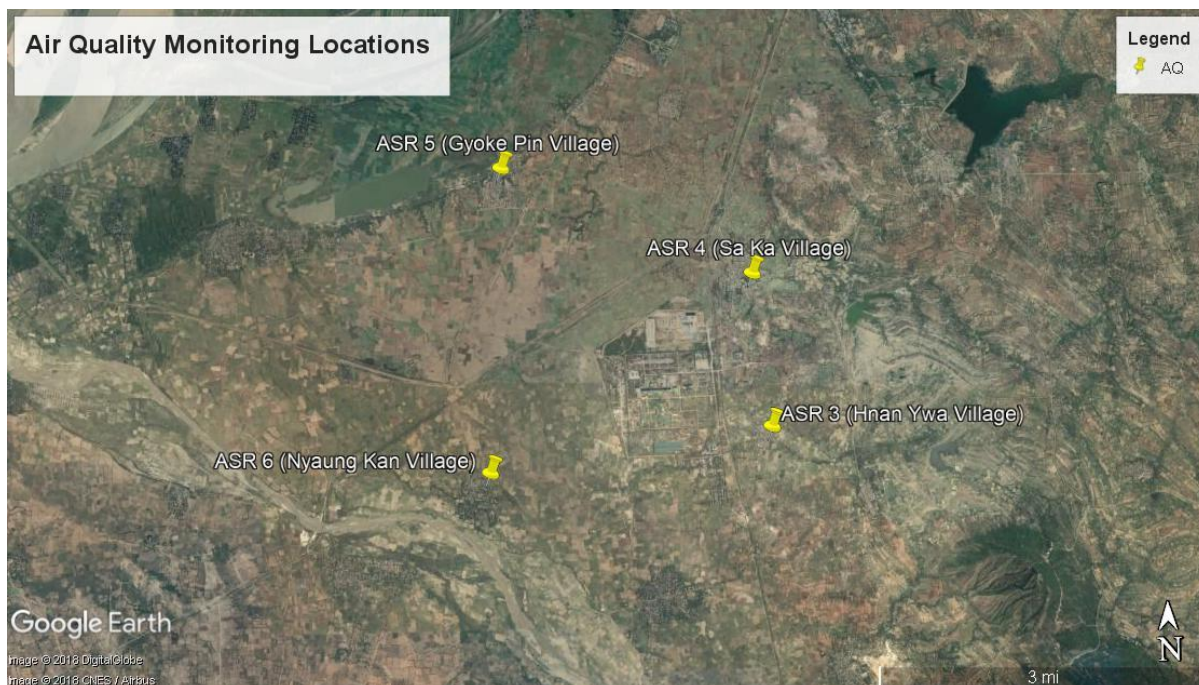 Air Quality Monitoring Locations
Legend
AQ
ASR 5 (Gyoke Pin Village)
ASR 4 (Sa Ka Village)
ASR 3 (Hnan Ywa Village)
ASR 6 (Nyaung Kan Village)
Google Earth
N
Image © 2018 DigitalGlobe
Image © 2018 CNES / Airbus
3 mi